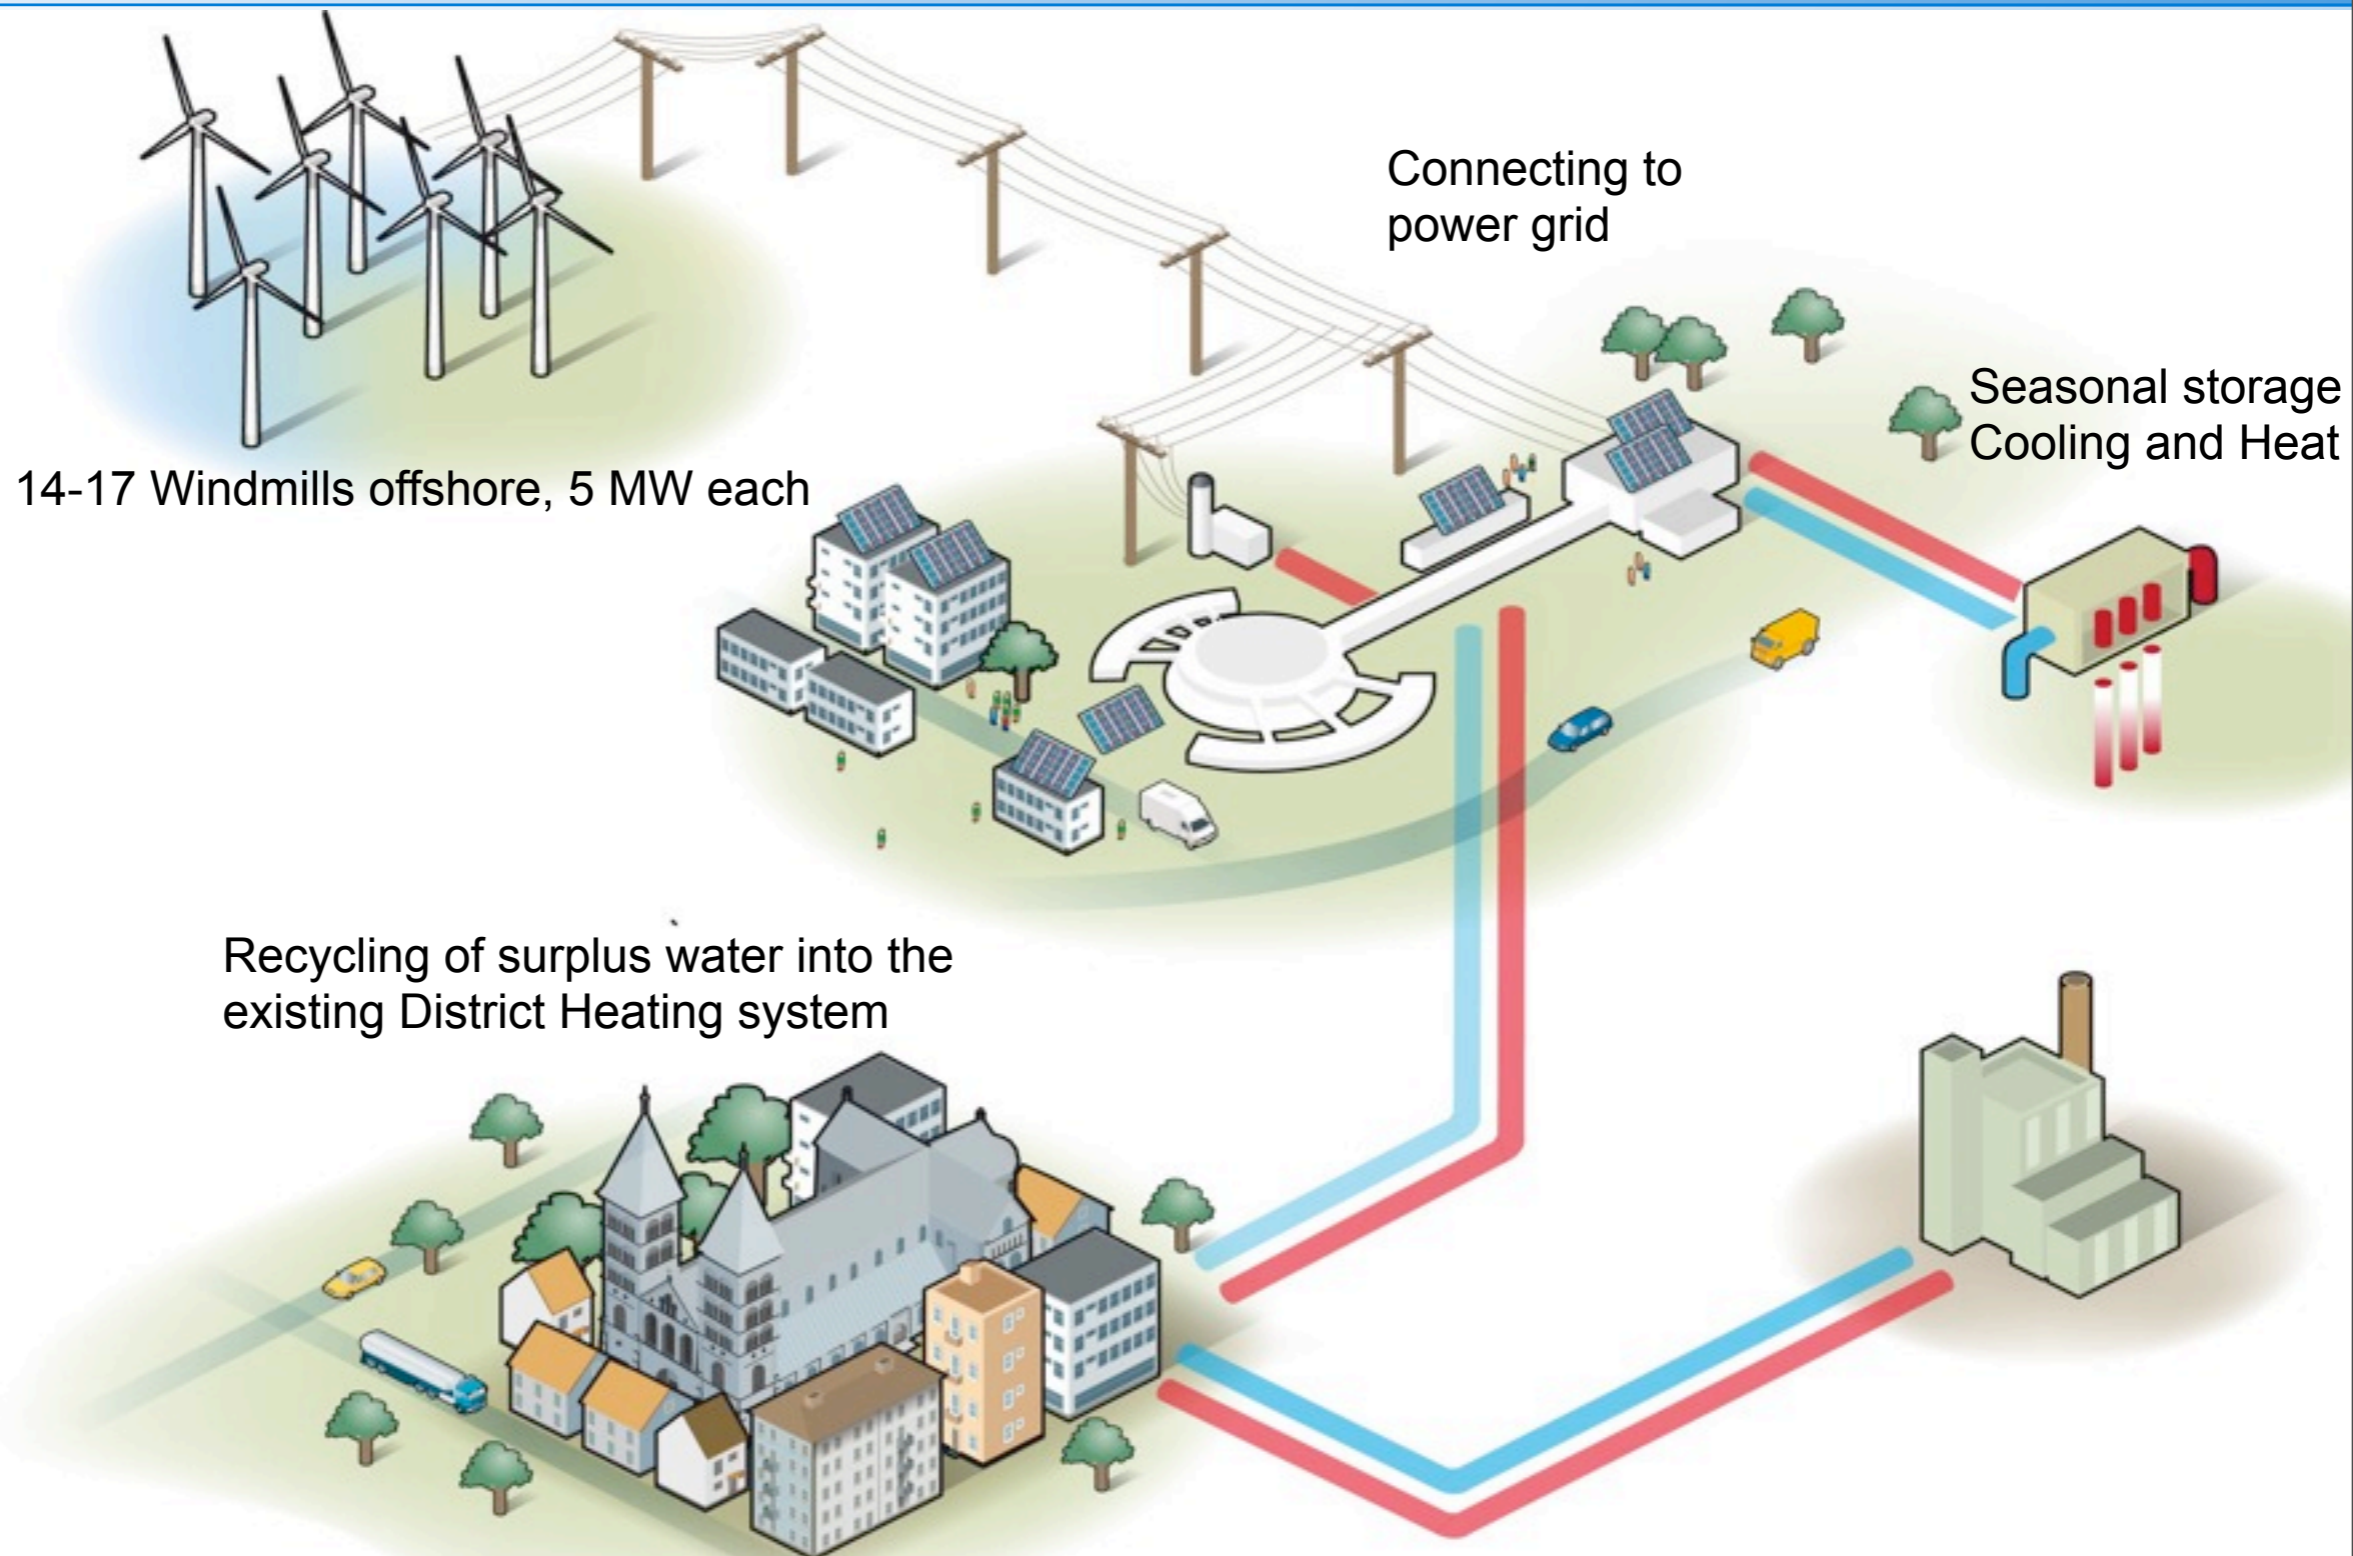 Connecting to
power grid
Seasonal storage
Cooling and Heat
14-17 Windmills offshore, 5 MW each
Recycling of surplus water into the
existing District Heating system